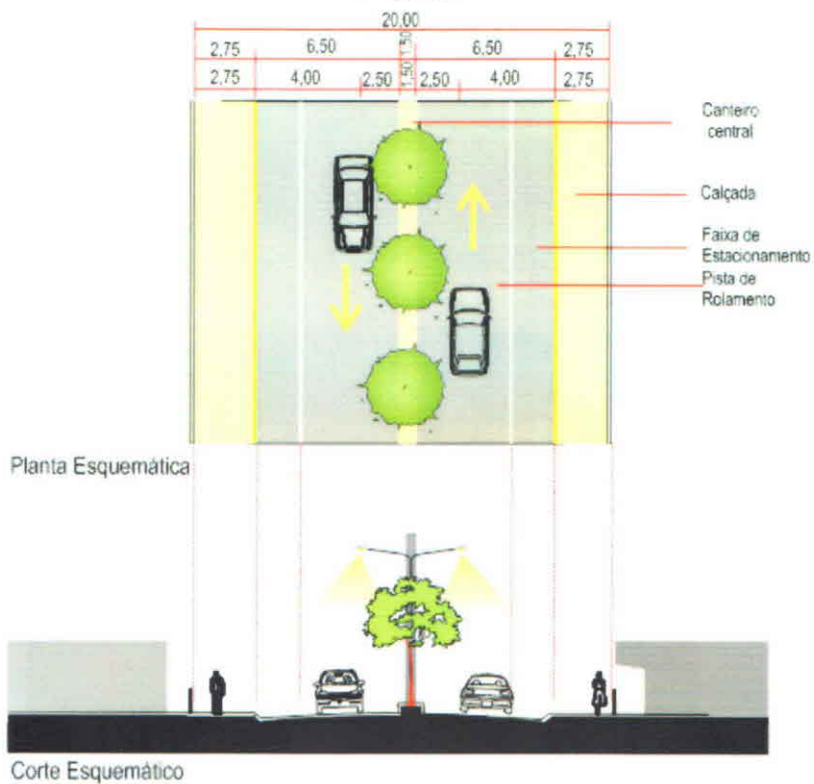 20,00
2,75 6,50 1,50 6,50 2,75
2,75 4,00 2,50 1,50 2,50 4,00 2,75
Canteiro
central
Calçada
Faixa de
Estacionamento
Pista de
Rolamento
Planta Esquemática
Corte Esquemático